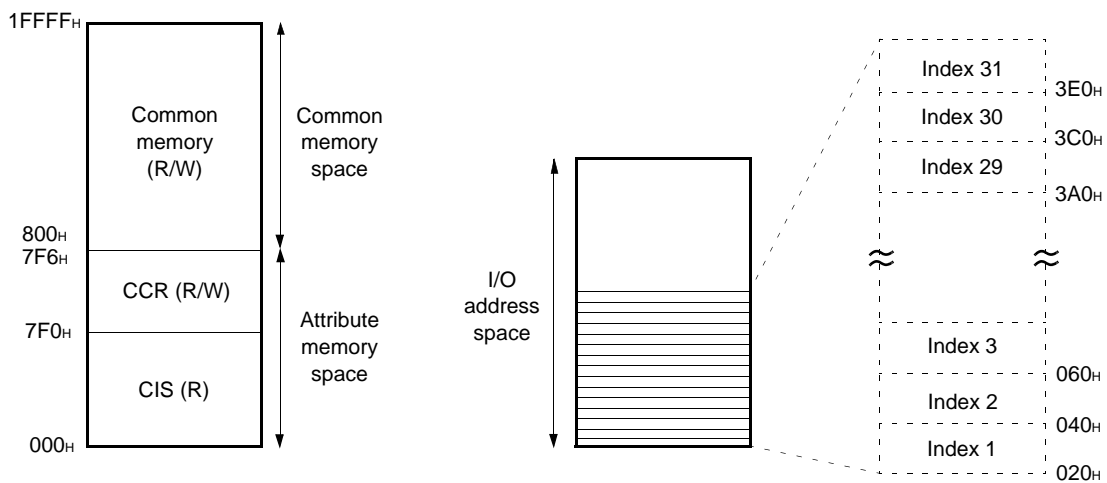 1FFFFH
Common
memory
(R/W)
Common
memory
space
800H
7F6H
CCR (R/W)
7F0H
Attribute
memory
space
CIS (R)
000H
I/O
address
space
Index 31
3E0H
Index 30
3C0H
Index 29
3A0H
Index 3
060H
Index 2
040H
Index 1
020H